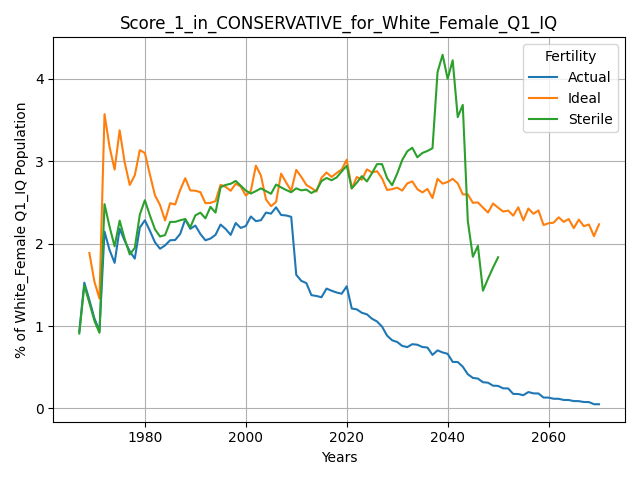 Score_1_in_CONSERVATIVE_for_White_Female_Q1_IQ
Fertility
Actual
Ideal
Sterile
% of White_Female Q1_IQ Population
4
3
2
1
0
1980 2000 2020 2040 2060
Years